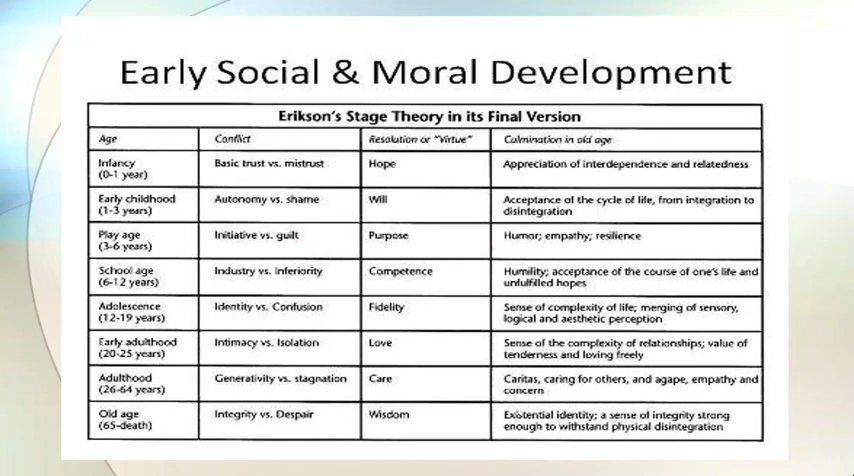 Early Social & Moral Development
Erikson's Stage Theory in its Final Version
Age Conflict Resolution or "Virtue" Culmination in old age
Infancy
(0-1 year) Basic trust vs. mistrust Hope Appreciation of interdependence and relatedness
Early childhood
(1-3 years) Autonomy vs. shame Will Acceptance of the cycle of life, from integration to
disintegration
Play age
(3-6 years) Initiative vs. guilt Purpose Humor; empathy; resilience
School age
(6-12 years) Industry vs. Inferiority Competence Humility; acceptance of the course of one's life and
unfulfilled hopes
Adolescence
(12-19 years) Identity vs. Confusion Fidelity Sense of complexity of life; merging of sensory,
logical and aesthetic perception
Early adulthood
(20-25 years) Intimacy vs. Isolation Love Sense of the complexity of relationships; value of
tenderness and loving freely
Adulthood
(26-64 years) Generativity vs. stagnation Care Caritas, caring for others, and agape, empathy and
concern
Old age
(65-death) Integrity vs. Despair Wisdom Existential identity; a sense of integrity strong
enough to withstand physical disintegration